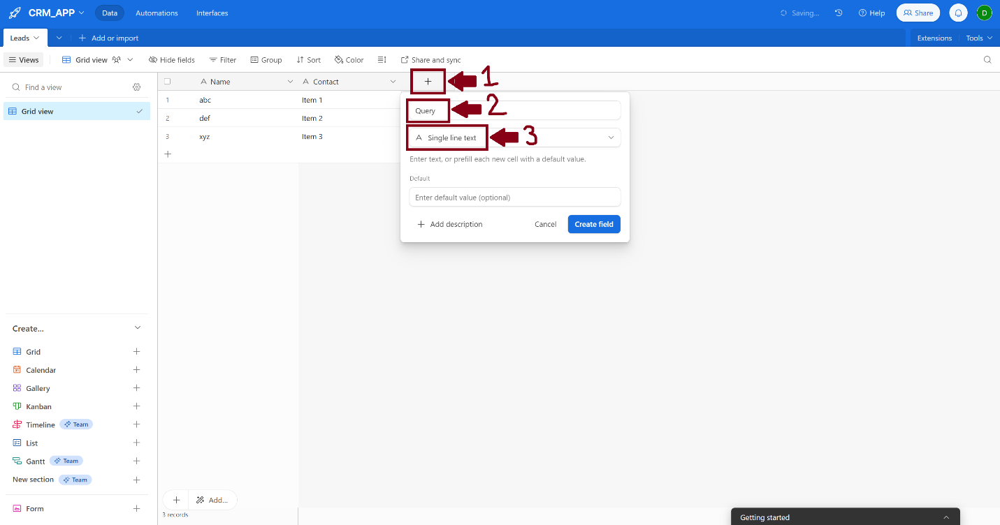 CRM_APP Data Automations Interfaces Saving... Help Share D
Leads Add or import Extensions Tools
Views Grid view Hide fields Filter Group Sort Color Share and sync
Find a view
Grid view
Name Contact
1 abc Item 1
2 def Item 2
3 xyz Item 3
1
Query
2
Single line text
3
Enter text, or prefill each new cell with a default value.
Default
Enter default value (optional)
Add description Cancel Create field
Create...
Grid
Calendar
Gallery
Kanban
Timeline Team
List
Gantt Team
New section Team
Form
Add...
3 records
Getting started